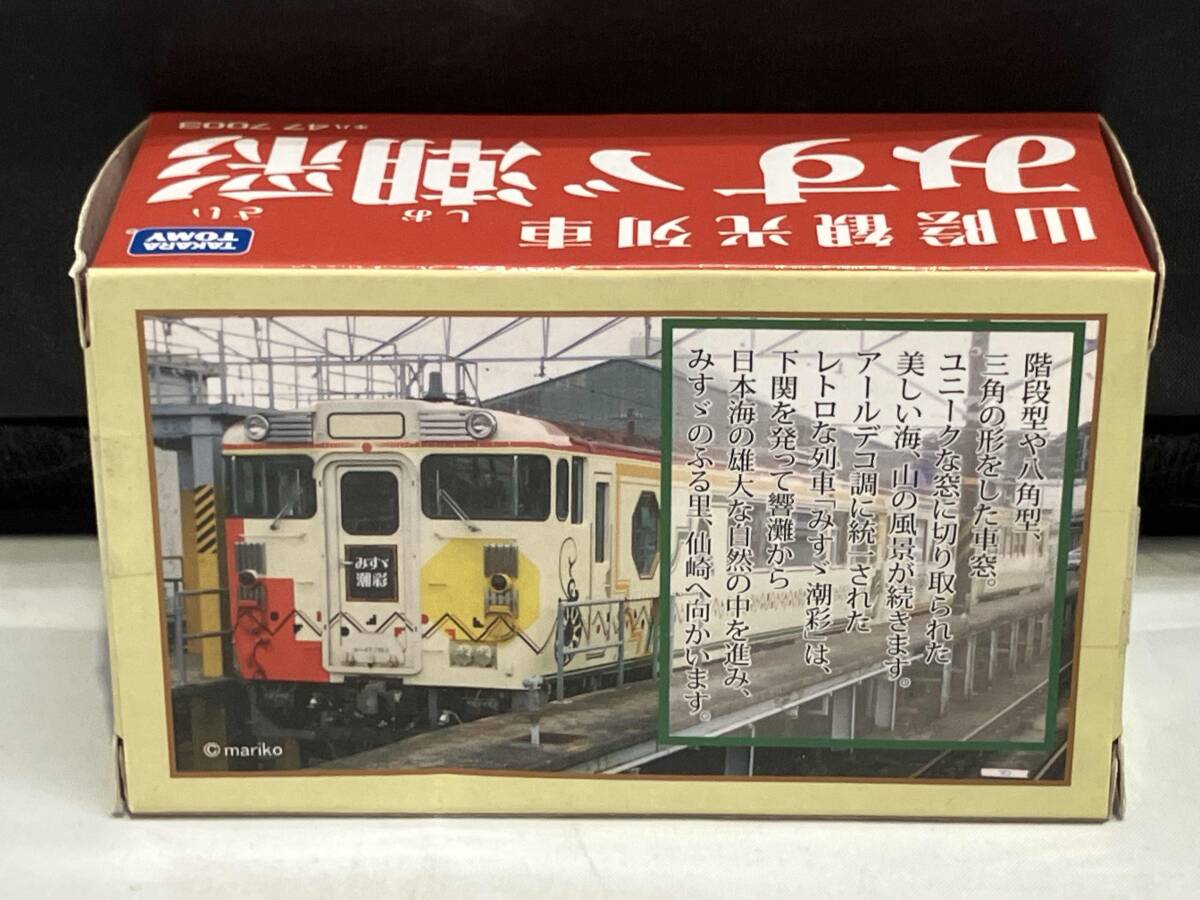 山陰観光列車
みすゞ潮彩
しおさい
キハ47 7003
TAKARA
TOMY
階段型や八角型、
三角の形をした車窓。
ユニークな窓に切り取られた
美しい海、山の風景が続きます。
アールデコ調に統一された
レトロな列車「みすゞ潮彩」は、
下関を発って響灘から
日本海の雄大な自然の中を進み、
みすゞのふる里、仙崎へ向かいます。
みすゞ
潮彩
©mariko